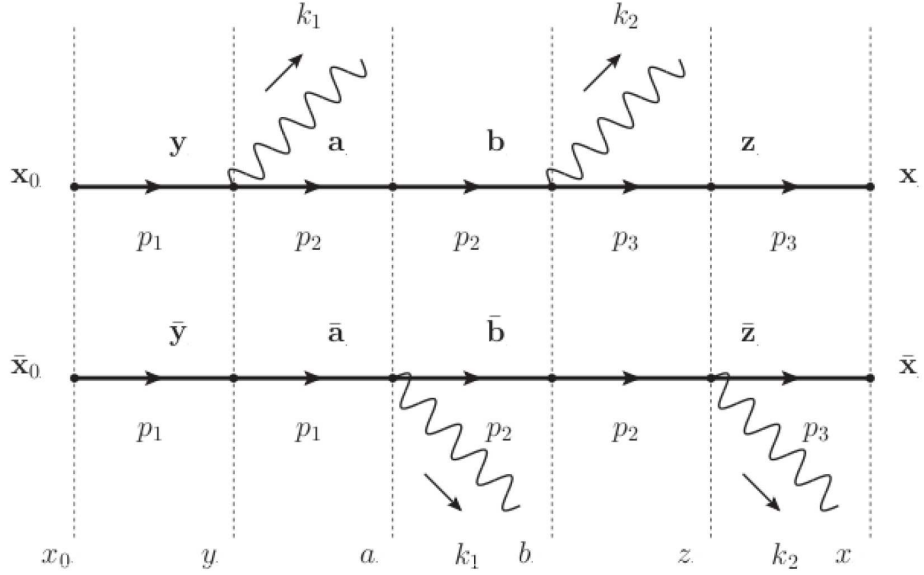 k₁ k₂
y a b z
x₀ x
p₁ p₂ p₂ p₃ p₃
ȳ ā b̄ z̄
x̄₀ x̄
p₁ p₁ p₂ p₂ p₃
x₀ y a k₁ b z k₂ x